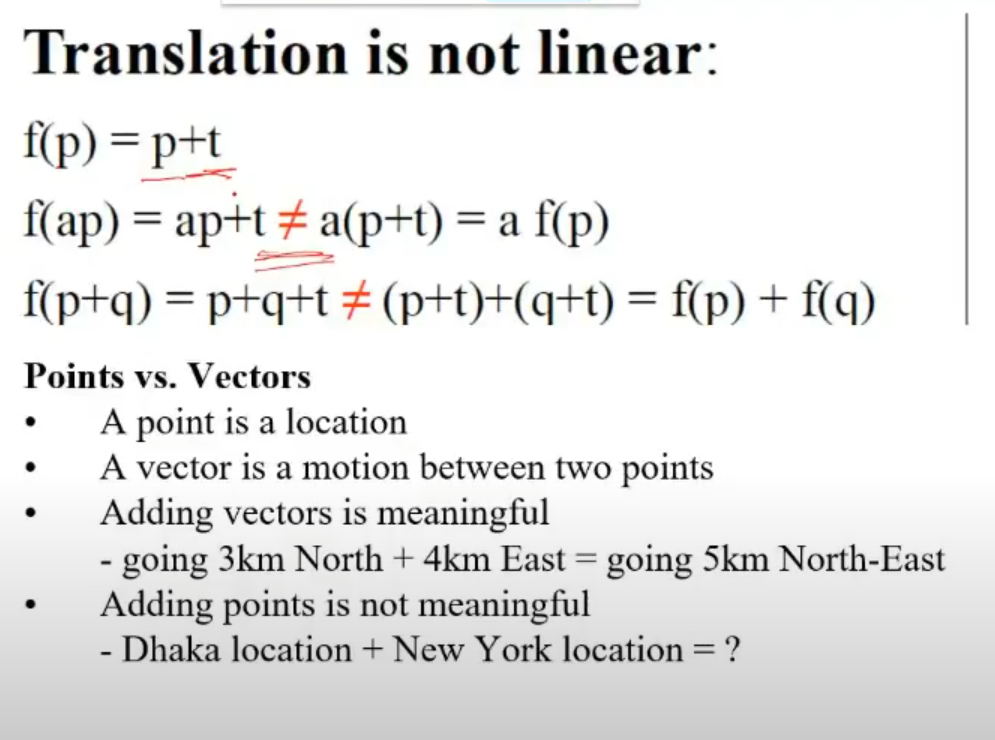 Translation is not linear:
f(p) = p+t
f(ap) = ap+t ≠ a(p+t) = a f(p)
f(p+q) = p+q+t ≠ (p+t)+(q+t) = f(p) + f(q)
Points vs. Vectors
• A point is a location
• A vector is a motion between two points
• Adding vectors is meaningful
- going 3km North + 4km East = going 5km North-East
• Adding points is not meaningful
- Dhaka location + New York location = ?